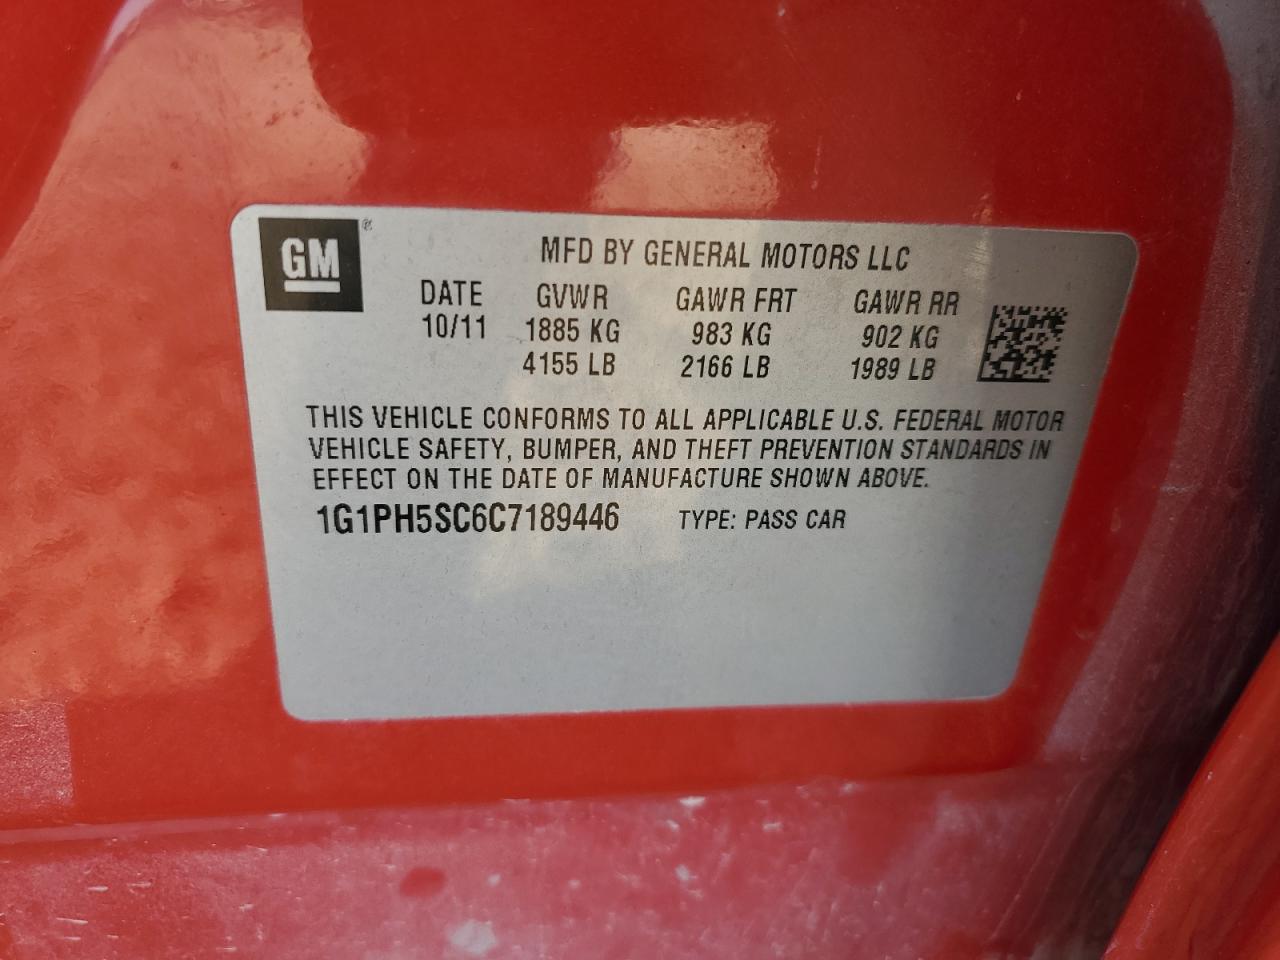 GM ®
MFD BY GENERAL MOTORS LLC
DATE GVWR GAWR FRT GAWR RR
10/11 1885 KG 983 KG 902 KG
4155 LB 2166 LB 1989 LB
THIS VEHICLE CONFORMS TO ALL APPLICABLE U.S. FEDERAL MOTOR
VEHICLE SAFETY, BUMPER, AND THEFT PREVENTION STANDARDS IN
EFFECT ON THE DATE OF MANUFACTURE SHOWN ABOVE.
1G1PH5SC6C7189446 TYPE: PASS CAR